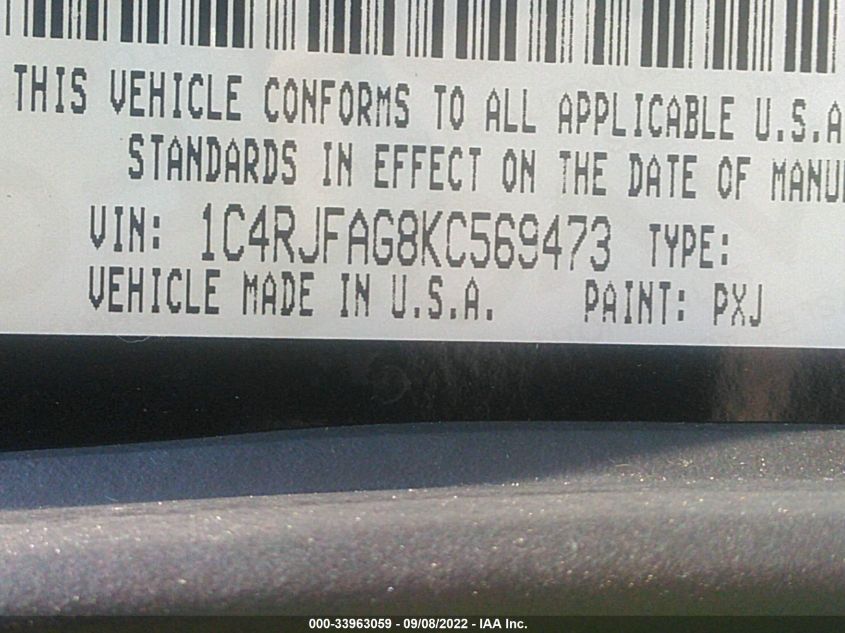 THIS VEHICLE CONFORMS TO ALL APPLICABLE U.S.A
STANDARDS IN EFFECT ON THE DATE OF MANU
VIN: 1C4RJFAG8KC569473 TYPE:
VEHICLE MADE IN U.S.A. PAINT: PXJ
000-33963059 - 09/08/2022 - IAA Inc.